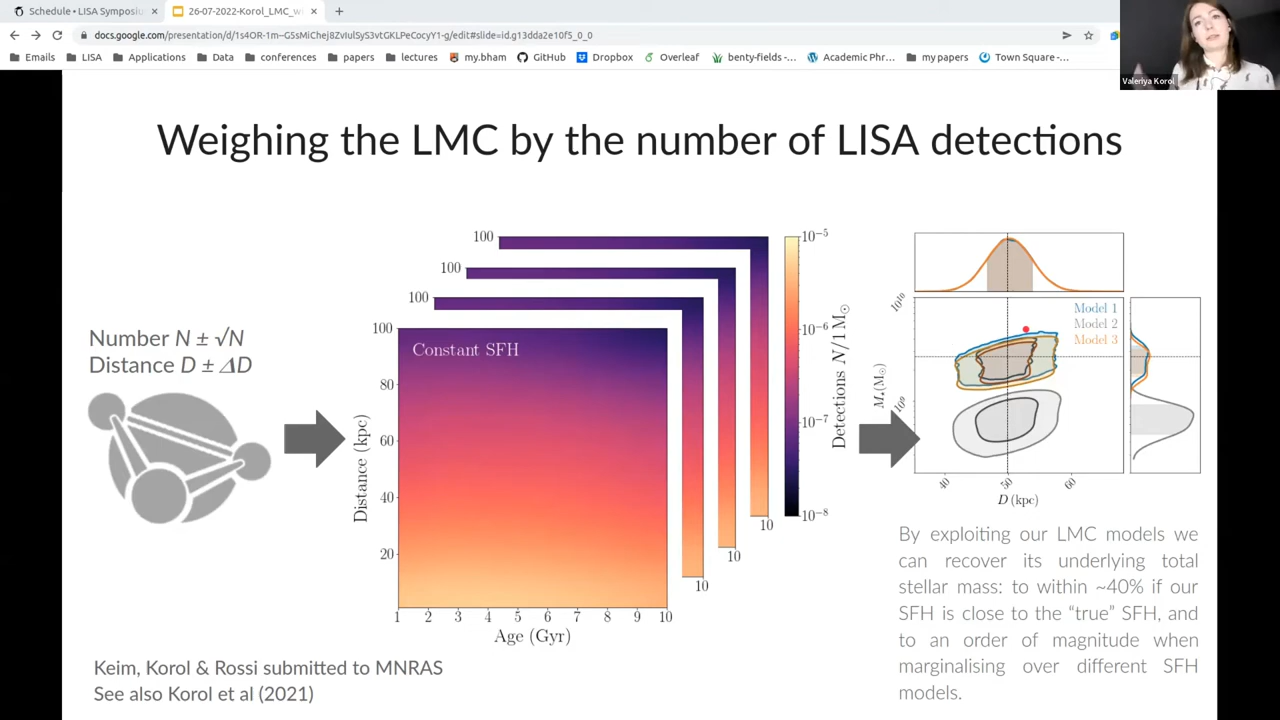 Schedule • LISA Symposiu
26-07-2022-Korol_LMC_w
docs.google.com/presentation/d/1s4OR-1m--G5sMiChej8ZvIulSyS3vtGKLPeCocyY1-g/edit#slide=id.g13dda2e10f5_0_0
Emails
LISA
Applications
Data
conferences
papers
lectures
my.bham
GitHub
Dropbox
Overleaf
benty-fields -...
Academic Phr...
my papers
Town Square -...
Valeriya Korol
Weighing the LMC by the number of LISA detections
Number N ± √N
Distance D ± ΔD
100
100
100
100
80
60
40
20
Distance (kpc)
Constant SFH
1 2 3 4 5 6 7 8 9 10
Age (Gyr)
10
10
10
10⁻⁵
10⁻⁶
10⁻⁷
10⁻⁸
Detections N/1 M☉
Model 1
Model 2
Model 3
10¹⁰
10⁹
M⋆(M☉)
40 50 60
D (kpc)
By exploiting our LMC models we
can recover its underlying total
stellar mass: to within ~40% if our
SFH is close to the “true” SFH, and
to an order of magnitude when
marginalising over different SFH
models.
Keim, Korol & Rossi submitted to MNRAS
See also Korol et al (2021)